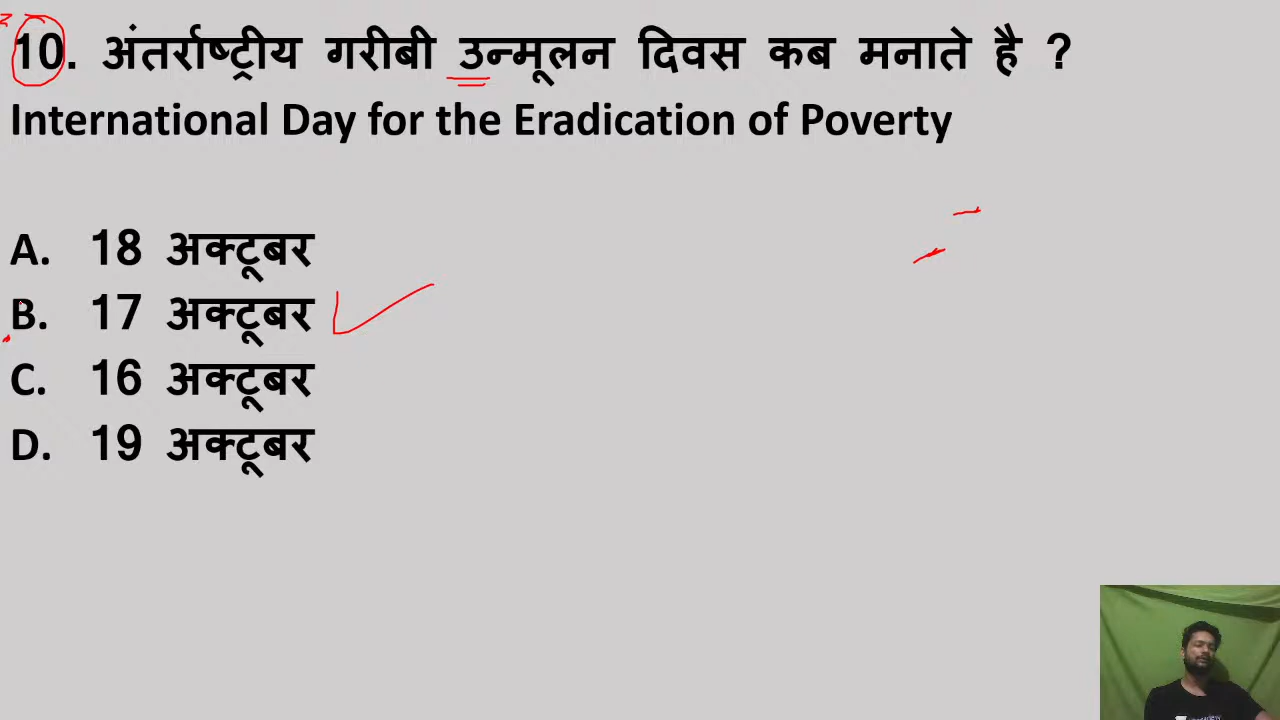 10. अंतर्राष्ट्रीय गरीबी उन्मूलन दिवस कब मनाते है ?
International Day for the Eradication of Poverty
A. 18 अक्टूबर
B. 17 अक्टूबर
C. 16 अक्टूबर
D. 19 अक्टूबर